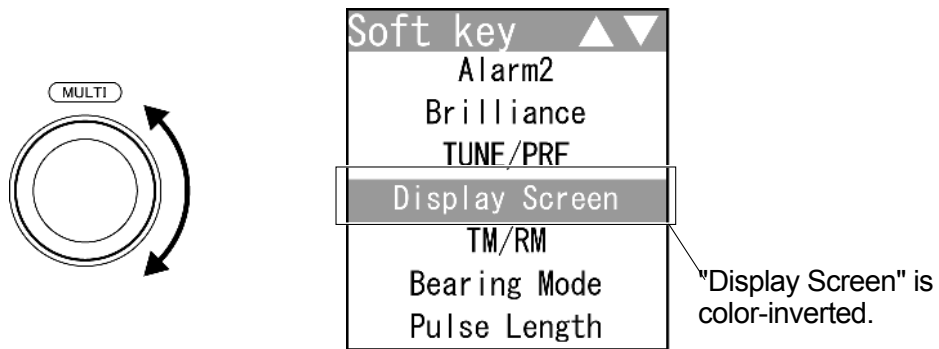 MULTI
Soft key ▲▼
Alarm2
Brilliance
TUNE/PRF
Display Screen
TM/RM
Bearing Mode
Pulse Length
"Display Screen" is
color-inverted.